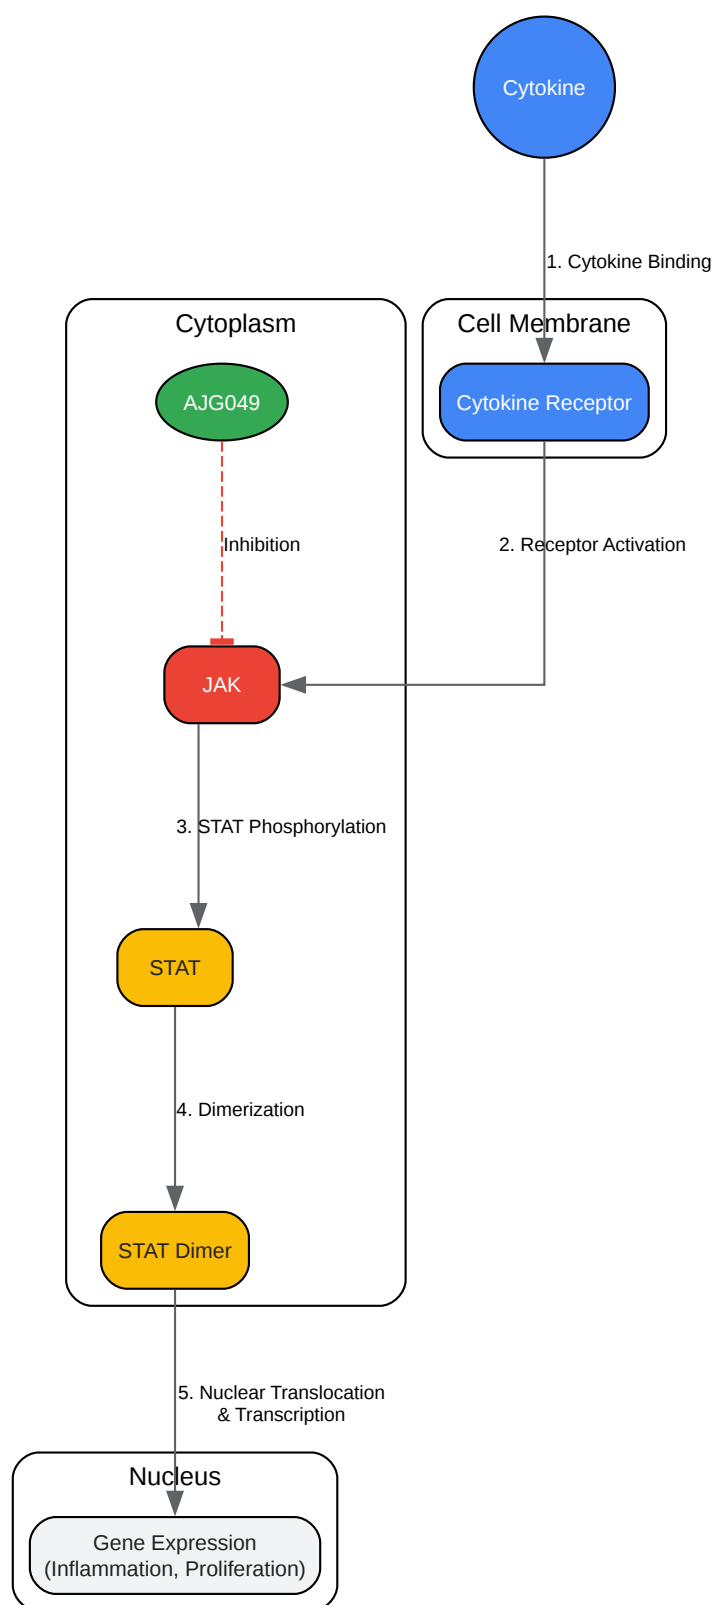 Cytokine
1. Cytokine Binding
Cytoplasm
Cell Membrane
AJG049
Cytokine Receptor
Inhibition
2. Receptor Activation
JAK
3. STAT Phosphorylation
STAT
4. Dimerization
STAT Dimer
5. Nuclear Translocation
& Transcription
Nucleus
Gene Expression
(Inflammation, Proliferation)